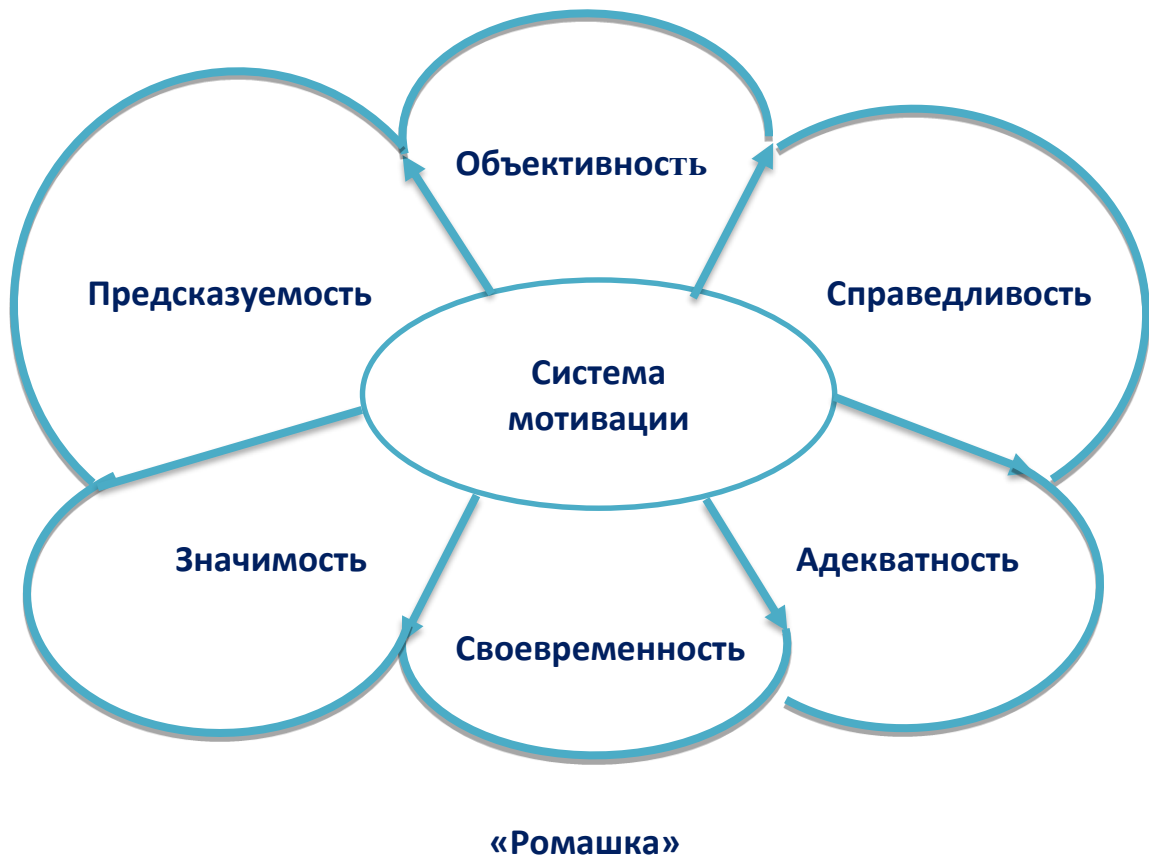 Объективность
Предсказуемость
Справедливость
Система
мотивации
Значимость
Адекватность
Своевременность
«Ромашка»